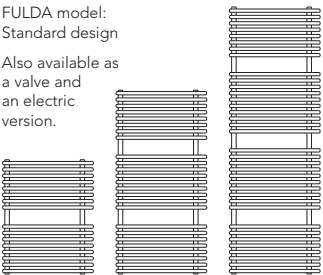 FULDA model:
Standard design
Also available as
a valve and
an electric
version.